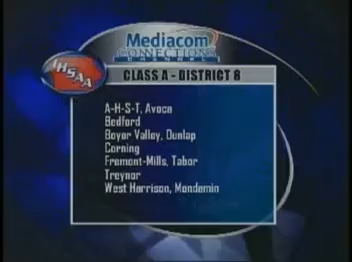 Mediacom
CONNECTIONS
CHANNEL
IHSAA
CLASS A - DISTRICT 8
A-H-S-T, Avoca
Bedford
Boyer Valley, Dunlap
Corning
Fremont-Mills, Tabor
Treynor
West Harrison, Mondamin